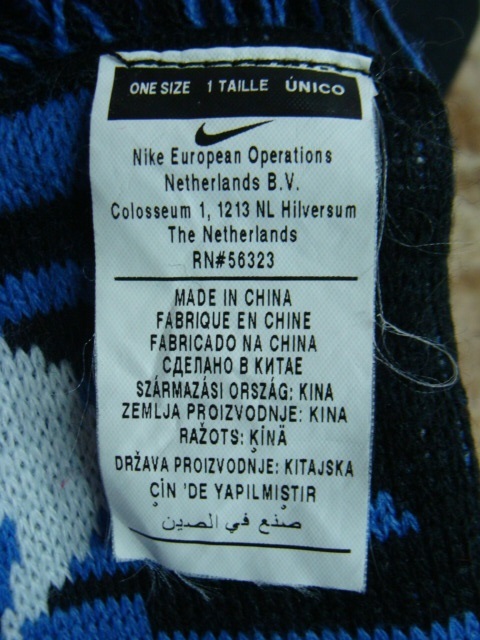 ONE SIZE 1 TAILLE ÚNICO
Nike European Operations
Netherlands B.V.
Colosseum 1, 1213 NL Hilversum
The Netherlands
RN#56323
MADE IN CHINA
FABRIQUE EN CHINE
FABRICADO NA CHINA
СДЕЛАНО В КИТАЕ
SZÁRMAZÁSI ORSZÁG: KINA
ZEMLJA PROIZVODNJE: KINA
RAŽOTS: ĶĪNĀ
DRŽAVA PROIZVODNJE: KITAJSKA
ÇİN 'DE YAPILMIŞTIR
صنع في الصين